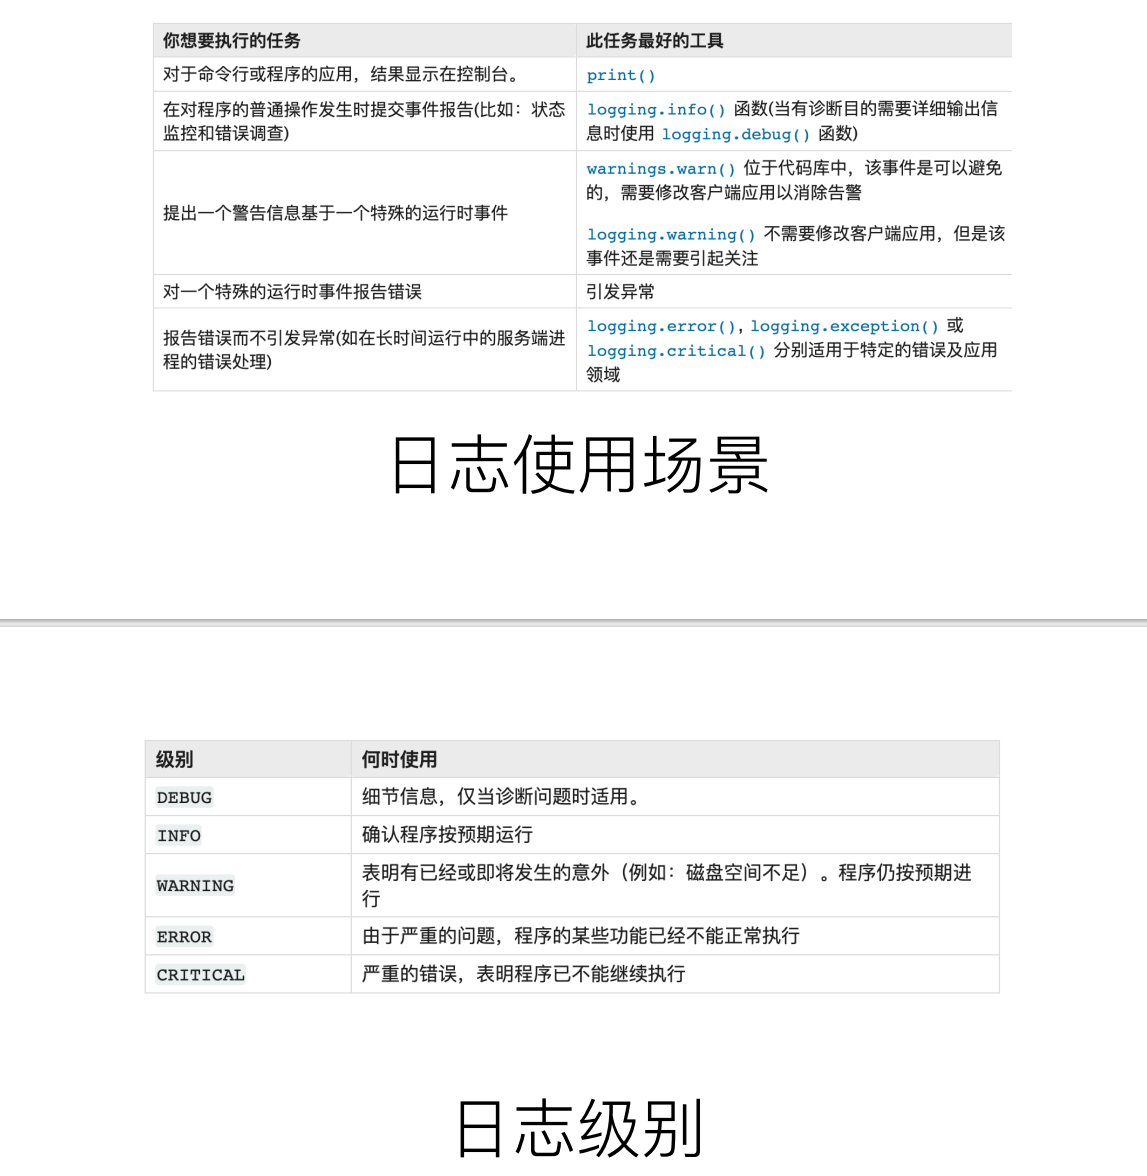 你想要执行的任务
此任务最好的工具
对于命令行或程序的应用，结果显示在控制台。
print()
在对程序的普通操作发生时提交事件报告(比如：状态
监控和错误调查)
logging.info() 函数(当有诊断目的需要详细输出信
息时使用 logging.debug() 函数)
提出一个警告信息基于一个特殊的运行时事件
warnings.warn() 位于代码库中，该事件是可以避免
的，需要修改客户端应用以消除告警
logging.warning() 不需要修改客户端应用，但是该
事件还是需要引起关注
对一个特殊的运行时事件报告错误
引发异常
报告错误而不引发异常(如在长时间运行中的服务端进
程的错误处理)
logging.error(), logging.exception() 或
logging.critical() 分别适用于特定的错误及应用
领域
日志使用场景
级别
何时使用
DEBUG
细节信息，仅当诊断问题时适用。
INFO
确认程序按预期运行
WARNING
表明有已经或即将发生的意外（例如：磁盘空间不足）。程序仍按预期进
行
ERROR
由于严重的问题，程序的某些功能已经不能正常执行
CRITICAL
严重的错误，表明程序已不能继续执行
日志级别